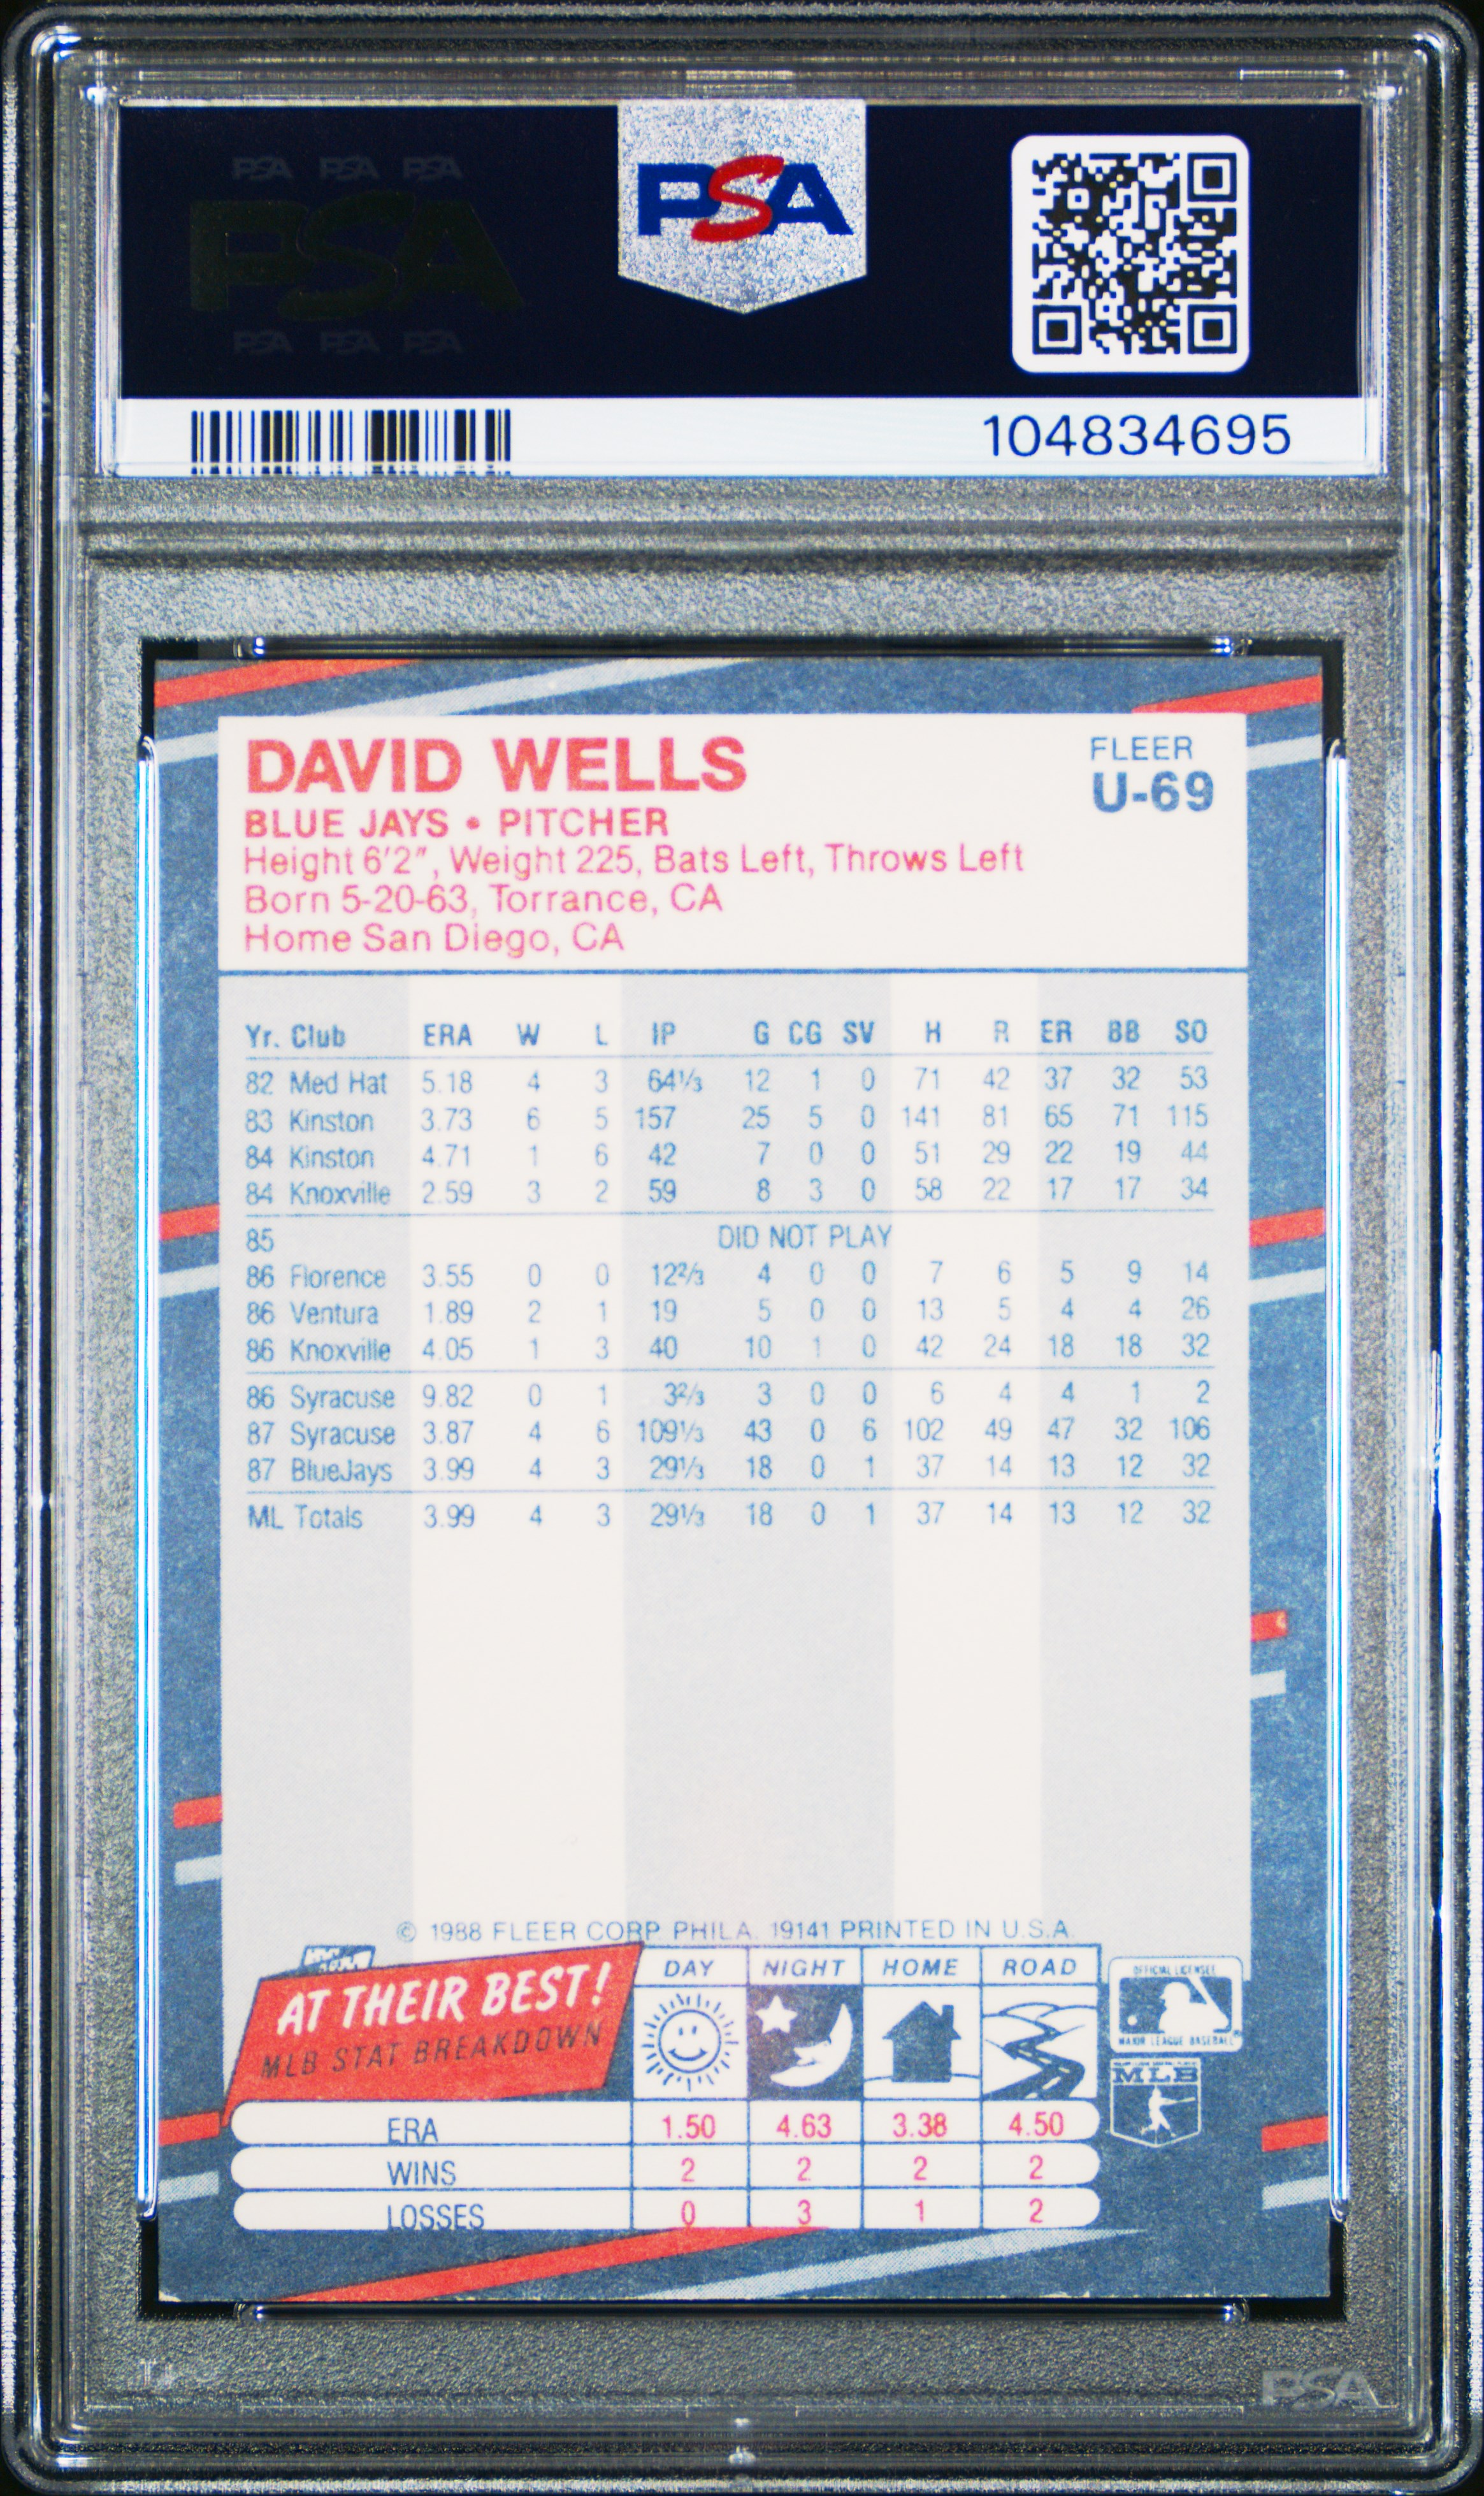 PSA PSA PSA
PSA
PSA PSA PSA
PSA
104834695
DAVID WELLS
FLEER
U-69
BLUE JAYS • PITCHER
Height 6'2", Weight 225, Bats Left, Throws Left
Born 5-20-63, Torrance, CA
Home San Diego, CA
Yr. Club ERA W L IP G CG SV H R ER BB SO
82 Med Hat 5.18 4 3 64⅓ 12 1 0 71 42 37 32 53
83 Kinston 3.73 6 5 157 25 5 0 141 81 65 71 115
84 Kinston 4.71 1 6 42 7 0 0 51 29 22 19 44
84 Knoxville 2.59 3 2 59 8 3 0 58 22 17 17 34
85 DID NOT PLAY
86 Florence 3.55 0 0 12⅔ 4 0 0 7 6 5 9 14
86 Ventura 1.89 2 1 19 5 0 0 13 5 4 4 26
86 Knoxville 4.05 1 3 40 10 1 0 42 24 18 18 32
86 Syracuse 9.82 0 1 3⅔ 3 0 0 6 4 4 1 2
87 Syracuse 3.87 4 6 109⅓ 43 0 6 102 49 47 32 106
87 BlueJays 3.99 4 3 29⅓ 18 0 1 37 14 13 12 32
ML Totals 3.99 4 3 29⅓ 18 0 1 37 14 13 12 32
© 1988 FLEER CORP. PHILA. 19141 PRINTED IN U.S.A.
AT THEIR BEST!
MLB STAT BREAKDOWN
DAY NIGHT HOME ROAD
OFFICIAL LICENSEE
MAJOR LEAGUE BASEBALL®
MLB
ERA 1.50 4.63 3.38 4.50
WINS 2 2 2 2
LOSSES 0 3 1 2
PSA